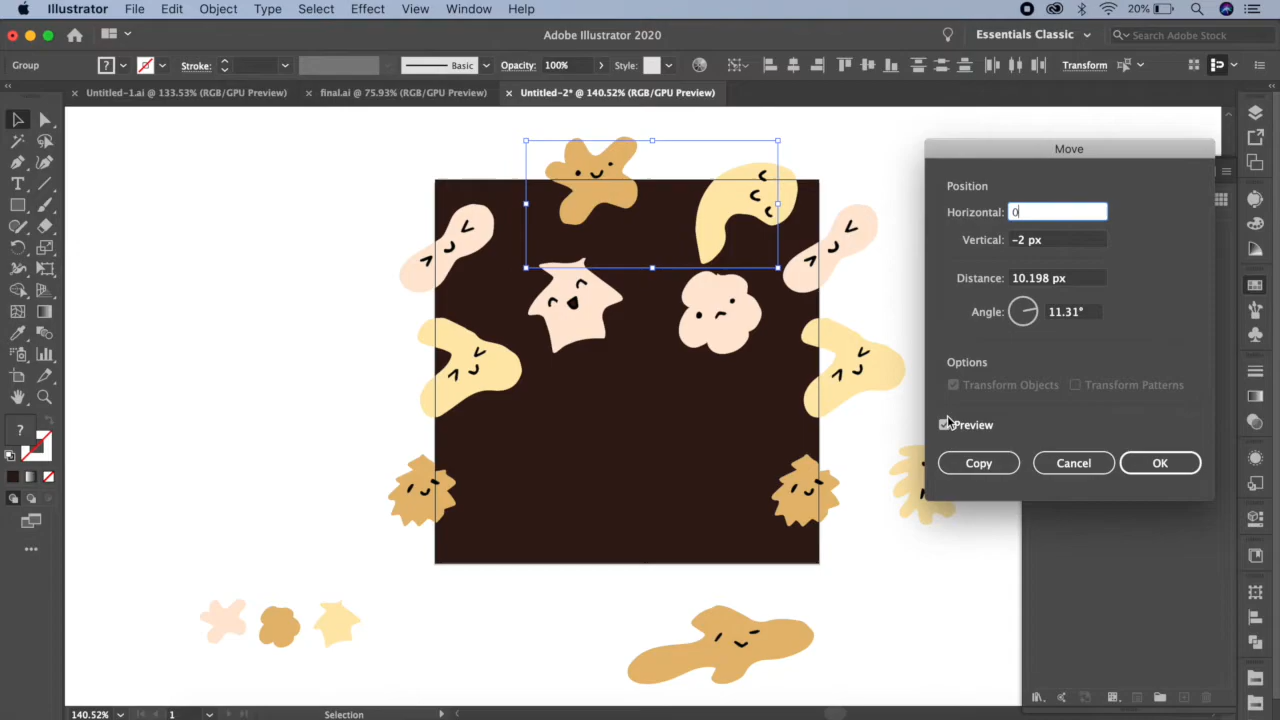 Illustrator File Edit Object Type Select Effect View Window Help 20%
Adobe Illustrator 2020 Essentials Classic Search Adobe Stock
Group ? Stroke: Basic Opacity: 100% Style: Transform
× Untitled-1.ai @ 133.53% (RGB/GPU Preview) × final.ai @ 75.93% (RGB/GPU Preview) × Untitled-2* @ 140.52% (RGB/GPU Preview)
Move
Position
Horizontal: 0
Vertical: −2 px
Distance: 10.198 px
Angle: 11.31°
Options
Transform Objects Transform Patterns
Preview
Copy Cancel OK
?
140.52% 1 Selection